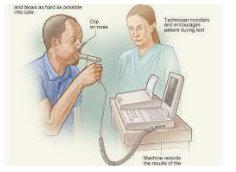 and blows as hard as possible
into tube
Clip
on nose
Technician monitors
and encourages
patient during test
Machine records
the results of the